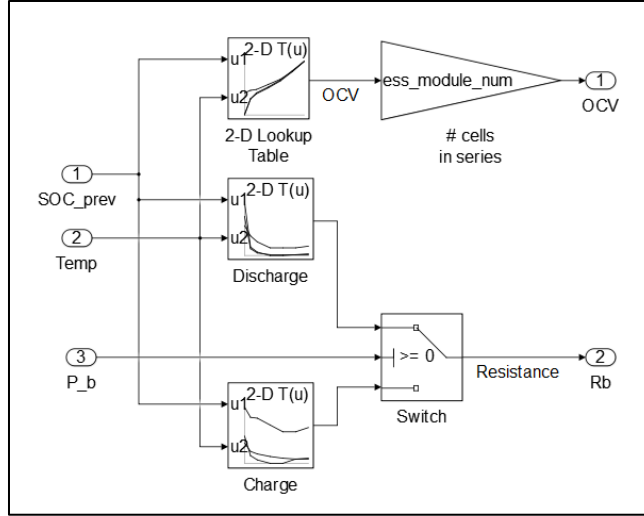 2-D T(u)
u1
u2
OCV
2-D Lookup
Table
ess_module_num
# cells
in series
1
OCV
1
SOC_prev
2
Temp
2-D T(u)
u1
u2
Discharge
3
P_b
>= 0
Switch
Resistance
2
Rb
2-D T(u)
u1
u2
Charge